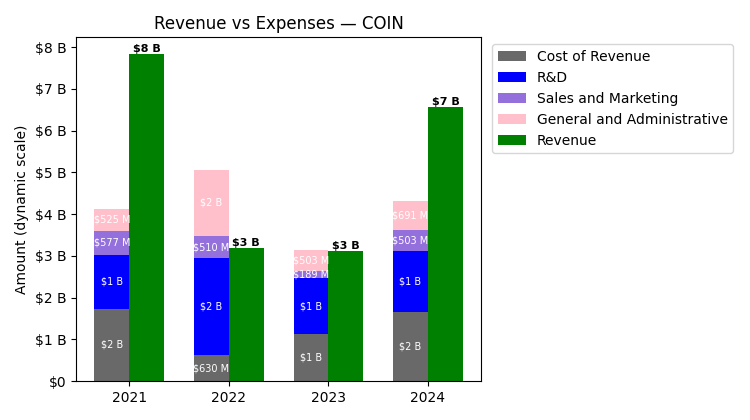 Revenue vs Expenses — COIN
Amount (dynamic scale)
$8 B
$7 B
$6 B
$5 B
$4 B
$3 B
$2 B
$1 B
$0
2021
2022
2023
2024
$525 M
$577 M
$1 B
$2 B
$8 B
$2 B
$510 M
$2 B
$630 M
$3 B
$503 M
$189 M
$1 B
$1 B
$3 B
$691 M
$503 M
$1 B
$2 B
$7 B
Cost of Revenue
R&D
Sales and Marketing
General and Administrative
Revenue